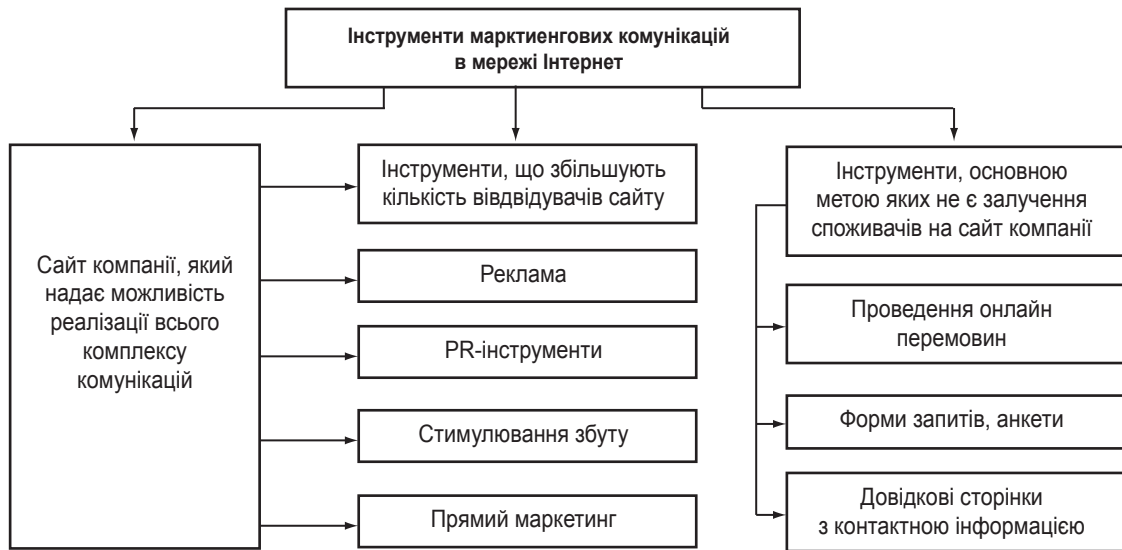 Інструменти марктиенгових комунікацій
в мережі Інтернет
Сайт компанії, який
надає можливість
реалізації всього
комплексу
комунікацій
Інструменти, що збільшують
кількість вівдвідувачів сайту
Реклама
PR-інструменти
Стимулювання збуту
Прямий маркетинг
Інструменти, основною
метою яких не є залучення
споживачів на сайт компанії
Проведення онлайн
перемовин
Форми запитів, анкети
Довідкові сторінки
з контактною інформацією